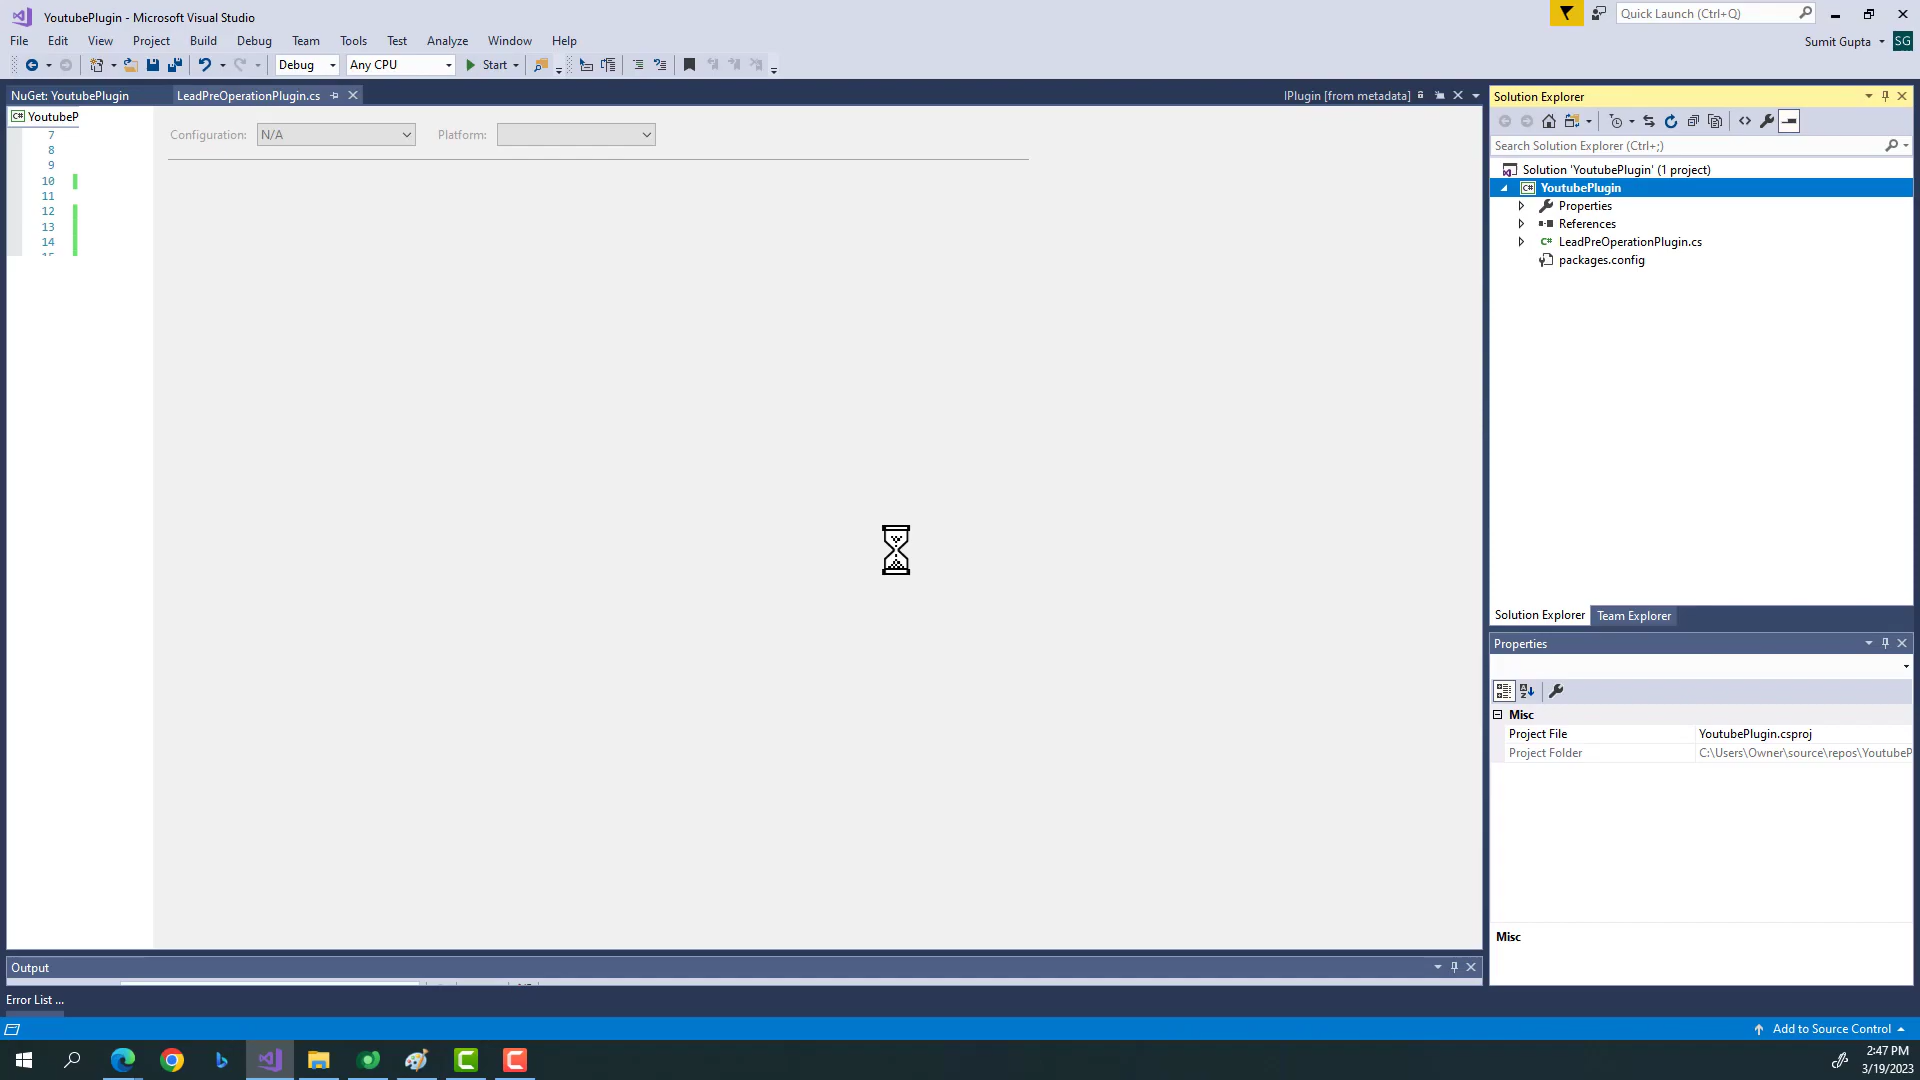 YoutubePlugin - Microsoft Visual Studio
Quick Launch (Ctrl+Q)
File Edit View Project Build Debug Team Tools Test Analyze Window Help
Sumit Gupta SG
Debug Any CPU Start
NuGet: YoutubePlugin LeadPreOperationPlugin.cs IPlugin [from metadata]
YoutubeP
Configuration: N/A Platform:
7
8
9
10
11
12
13
14
15
Solution Explorer
Search Solution Explorer (Ctrl+;)
Solution 'YoutubePlugin' (1 project)
YoutubePlugin
Properties
References
LeadPreOperationPlugin.cs
packages.config
Solution Explorer Team Explorer
Properties
Misc
Project File YoutubePlugin.csproj
Project Folder C:\Users\Owner\source\repos\YoutubeP
Misc
Output
Error List ...
Add to Source Control
2:47 PM
3/19/2023